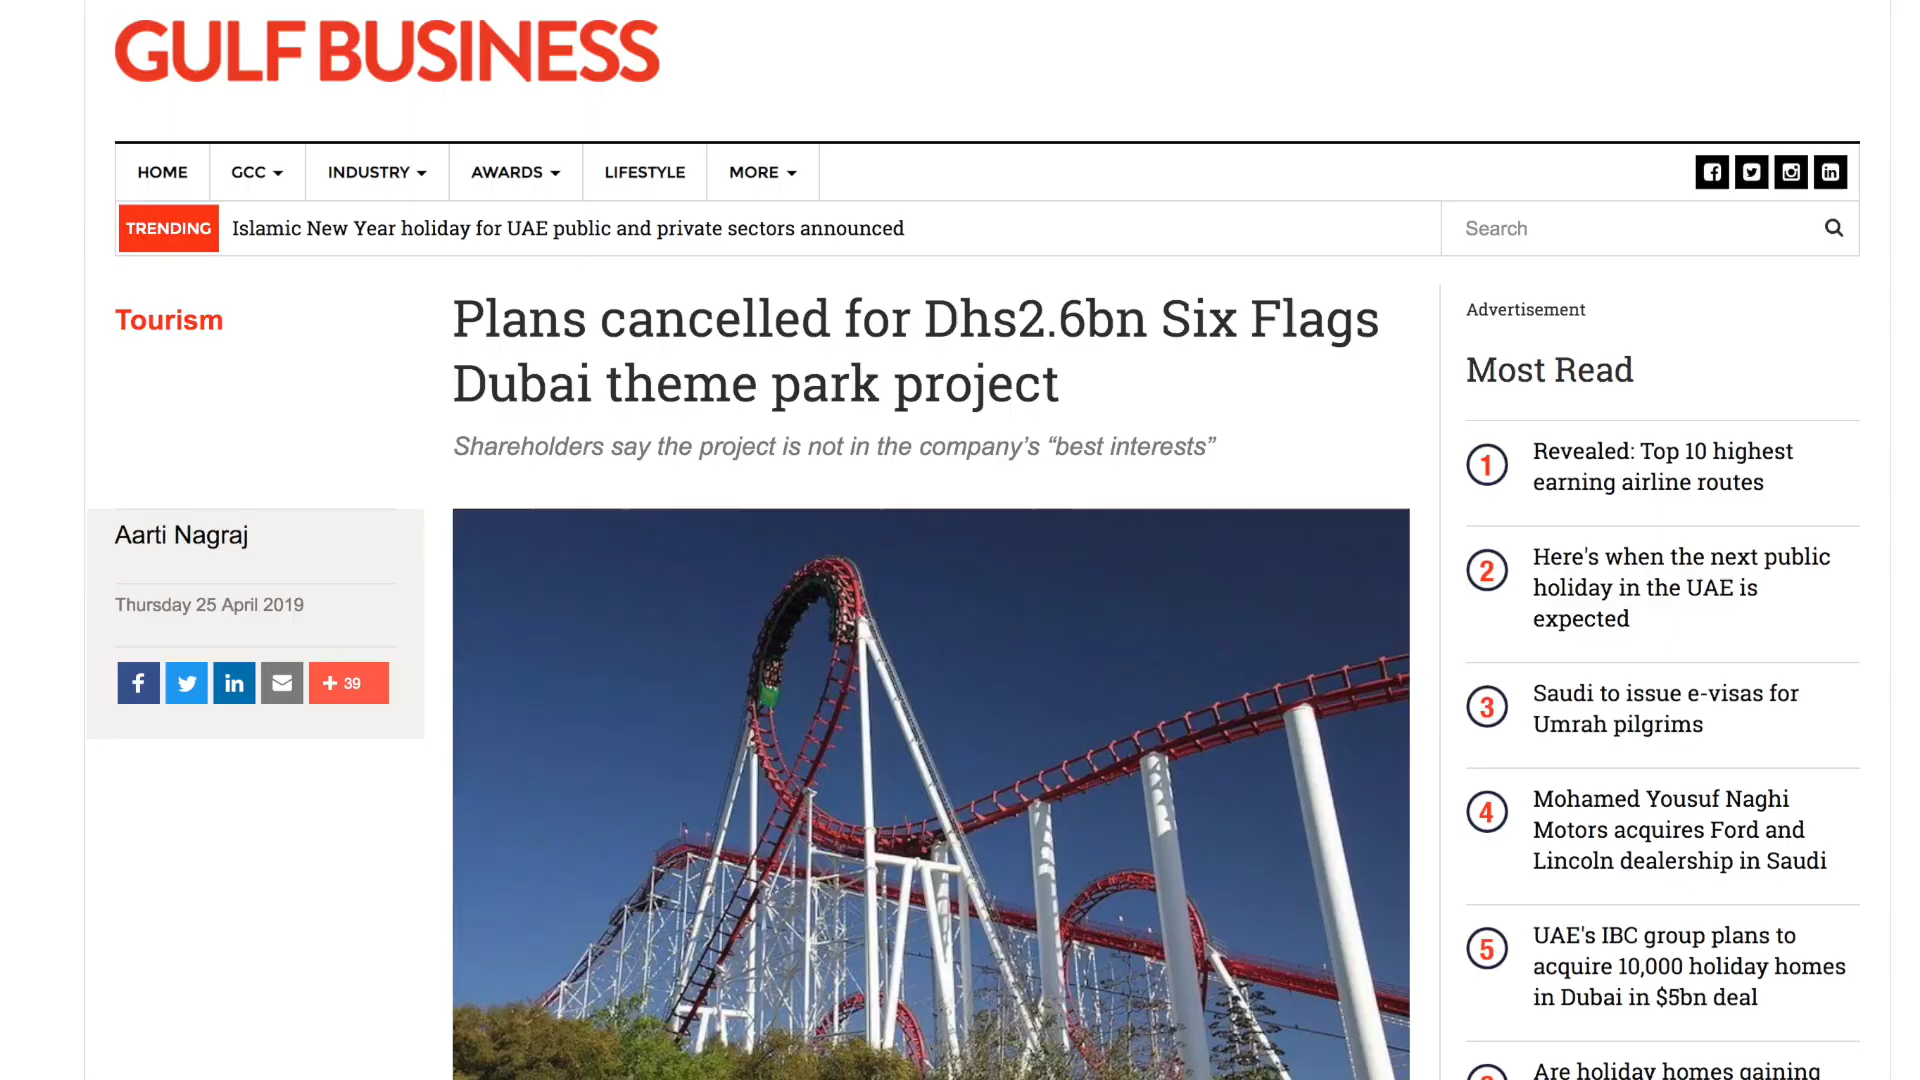 GULF BUSINESS
HOME
GCC
INDUSTRY
AWARDS
LIFESTYLE
MORE
TRENDING
Islamic New Year holiday for UAE public and private sectors announced
Search
Tourism
Plans cancelled for Dhs2.6bn Six Flags
Dubai theme park project
Shareholders say the project is not in the company’s “best interests”
Aarti Nagraj
Thursday 25 April 2019
39
Advertisement
Most Read
1
Revealed: Top 10 highest
earning airline routes
2
Here's when the next public
holiday in the UAE is
expected
3
Saudi to issue e-visas for
Umrah pilgrims
4
Mohamed Yousuf Naghi
Motors acquires Ford and
Lincoln dealership in Saudi
5
UAE's IBC group plans to
acquire 10,000 holiday homes
in Dubai in $5bn deal
Are holiday homes gaining